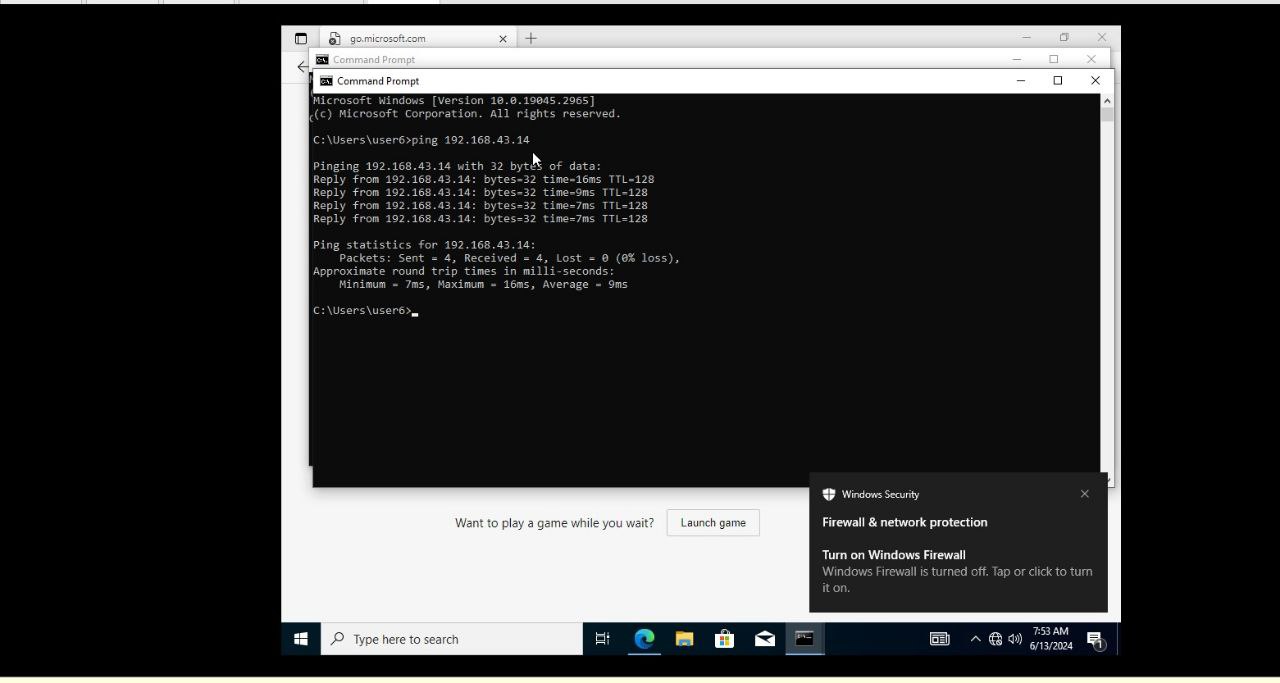 go.microsoft.com
Command Prompt
Command Prompt
Microsoft Windows [Version 10.0.19045.2965]
(c) Microsoft Corporation. All rights reserved.
C:\Users\user6>ping 192.168.43.14
Pinging 192.168.43.14 with 32 bytes of data:
Reply from 192.168.43.14: bytes=32 time=16ms TTL=128
Reply from 192.168.43.14: bytes=32 time=9ms TTL=128
Reply from 192.168.43.14: bytes=32 time=7ms TTL=128
Reply from 192.168.43.14: bytes=32 time=7ms TTL=128
Ping statistics for 192.168.43.14:
Packets: Sent = 4, Received = 4, Lost = 0 (0% loss),
Approximate round trip times in milli-seconds:
Minimum = 7ms, Maximum = 16ms, Average = 9ms
C:\Users\user6>
Want to play a game while you wait?
Launch game
Windows Security
Firewall & network protection
Turn on Windows Firewall
Windows Firewall is turned off. Tap or click to turn
it on.
Type here to search
7:53 AM
6/13/2024
1